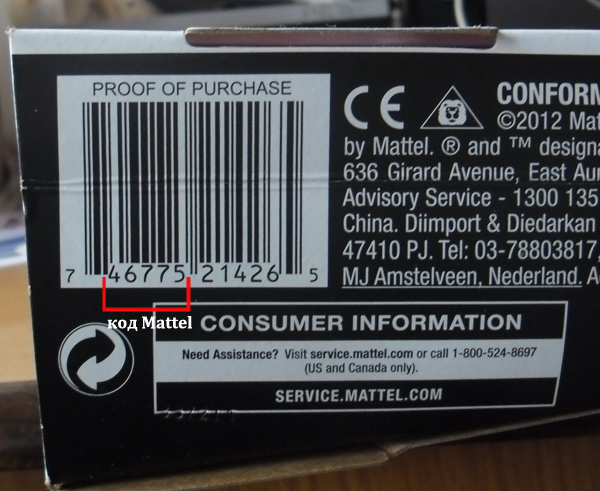 PROOF OF PURCHASE
7 46775 21426 5
код Mattel
CE
CONFORM
©2012 Mat
by Mattel. ® and ™ designa
636 Girard Avenue, East Aur
Advisory Service - 1300 135
China. Diimport & Diedarkan
47410 PJ. Tel: 03-78803817,
MJ Amstelveen, Nederland.
CONSUMER INFORMATION
Need Assistance? Visit service.mattel.com or call 1-800-524-8697
(US and Canada only).
SERVICE.MATTEL.COM